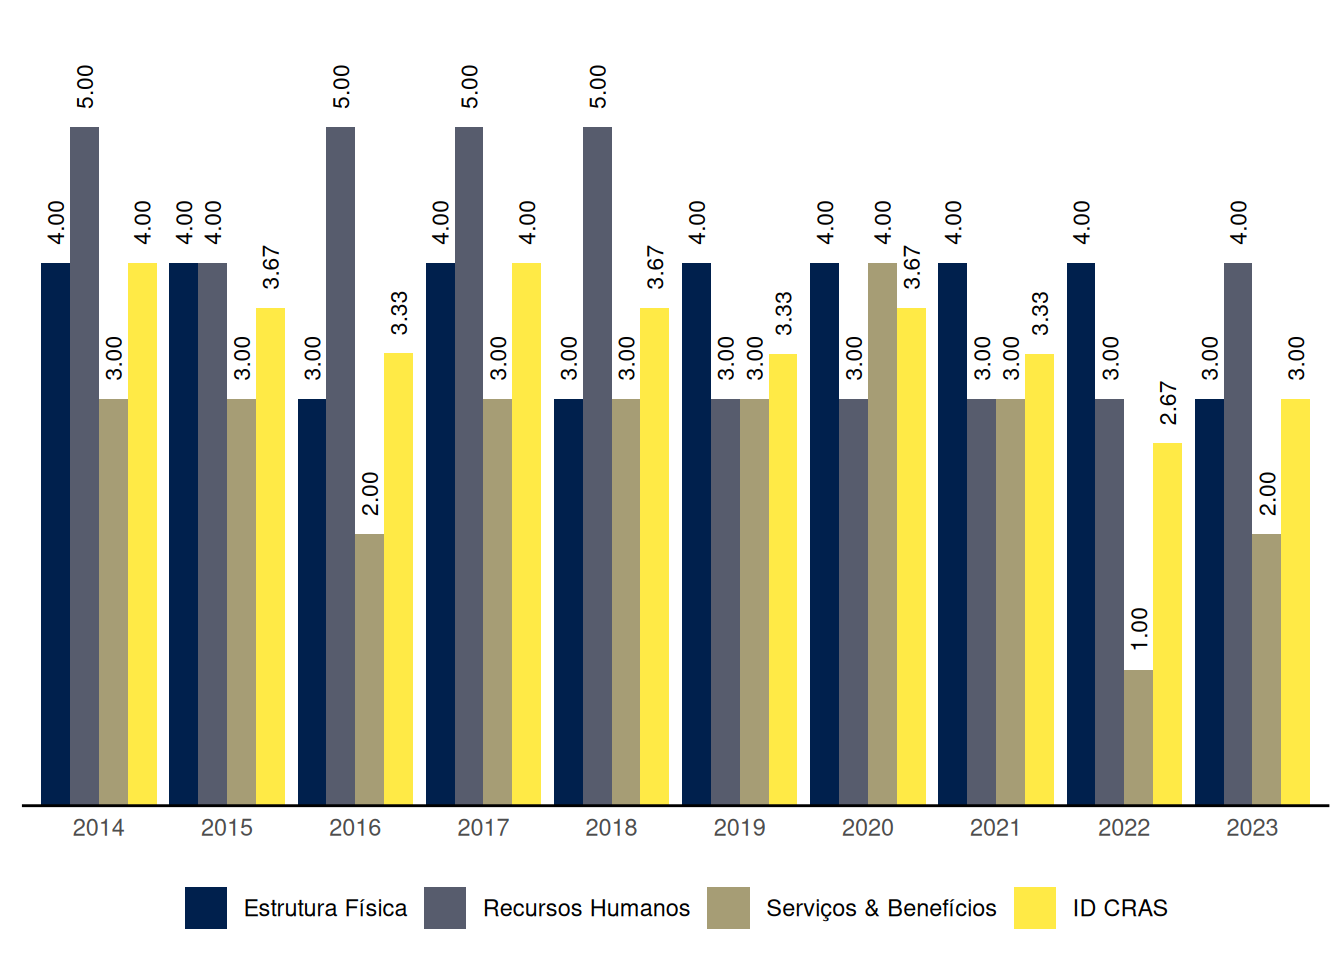 4.00 5.00 3.00 4.00
4.00 4.00 3.00 3.67
3.00 5.00 2.00 3.33
4.00 5.00 3.00 4.00
3.00 5.00 3.00 3.67
4.00 3.00 3.00 3.33
4.00 3.00 4.00 3.67
4.00 3.00 3.00 3.33
4.00 3.00 1.00 2.67
3.00 4.00 2.00 3.00
2014 2015 2016 2017 2018 2019 2020 2021 2022 2023
Estrutura Física Recursos Humanos Serviços & Benefícios ID CRAS